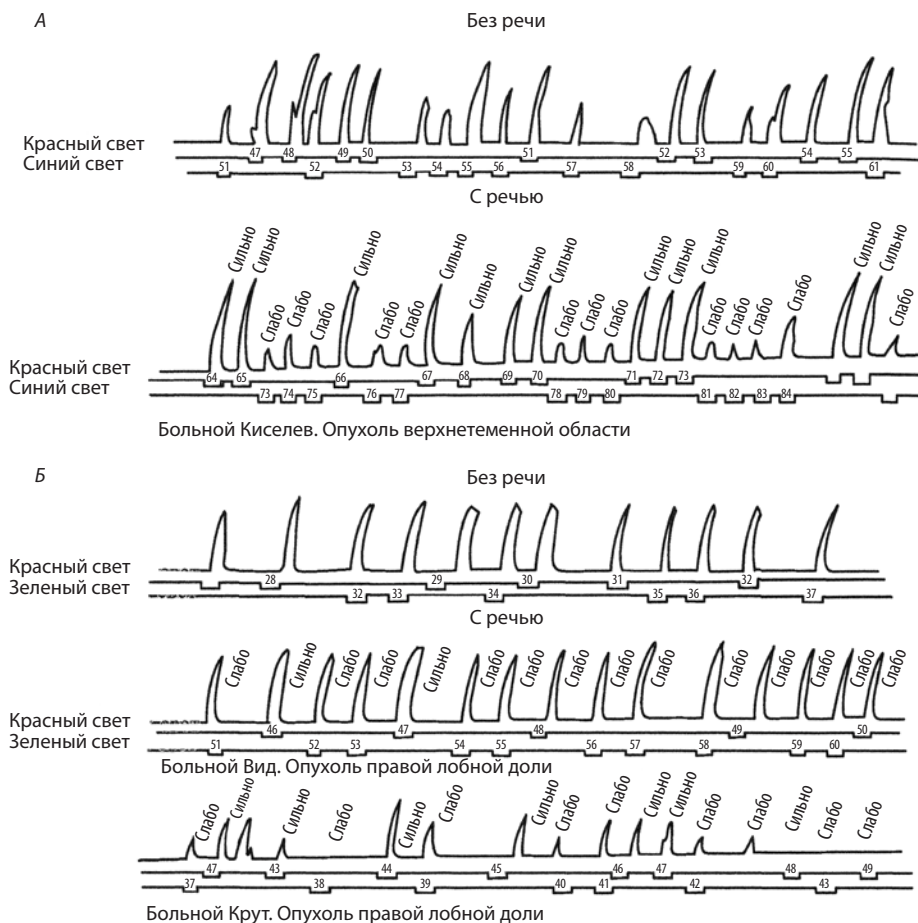 А
Без речи
Красный свет
Синий свет
47 48 49 50 51 52 53 54 55
51 52 53 54 55 56 57 58 59 60 61
С речью
Сильно Сильно Слабо Слабо Слабо Сильно Слабо Слабо Сильно Сильно Сильно Сильно Слабо Слабо Слабо Сильно Сильно Сильно Слабо Слабо Слабо Слабо Сильно Сильно Слабо
Красный свет
Синий свет
64 65 66 67 68 69 70 71 72 73
73 74 75 76 77 78 79 80 81 82 83 84
Больной Киселев. Опухоль верхнетеменной области
Б
Без речи
Красный свет
Зеленый свет
28 29 30 31 32
32 33 34 35 36 37
С речью
Слабо Сильно Слабо Слабо Сильно Слабо Слабо Слабо Слабо Слабо Слабо Слабо Слабо Слабо Слабо
Красный свет
Зеленый свет
46 47 48 49 50
51 52 53 54 55 56 57 58 59 60
Больной Вид. Опухоль правой лобной доли
Слабо Сильно Сильно Слабо Сильно Слабо Сильно Слабо Слабо Сильно Сильно Слабо Слабо Сильно Слабо Слабо
47 43 44 45 46 47 48 49
37 38 39 40 41 42 43
Больной Крут. Опухоль правой лобной доли